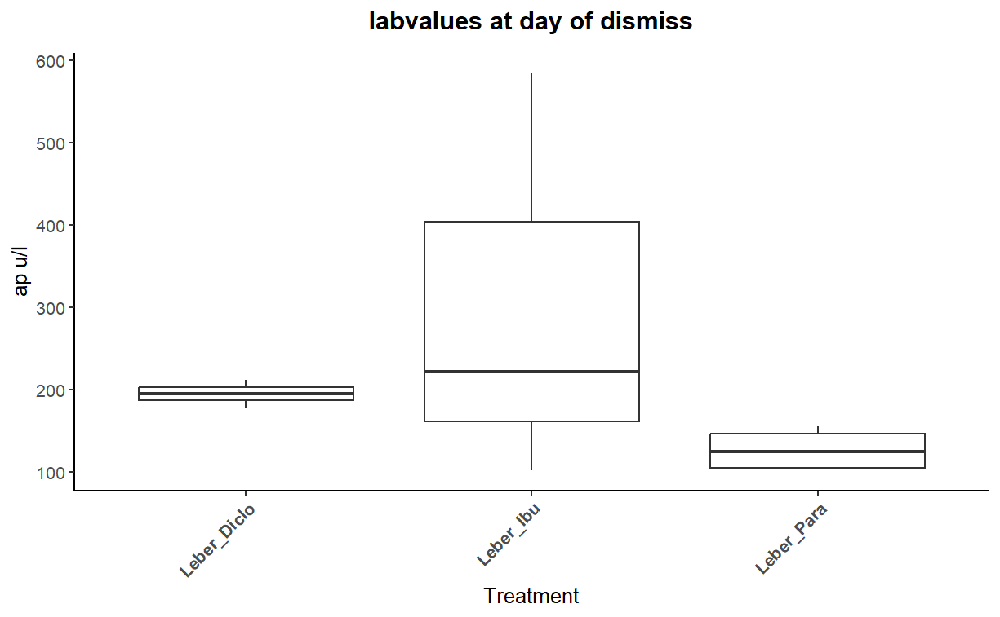 labvalues at day of dismiss
600
500
400
300
200
100
ap u/l
Leber_Diclo
Leber_Ibu
Leber_Para
Treatment